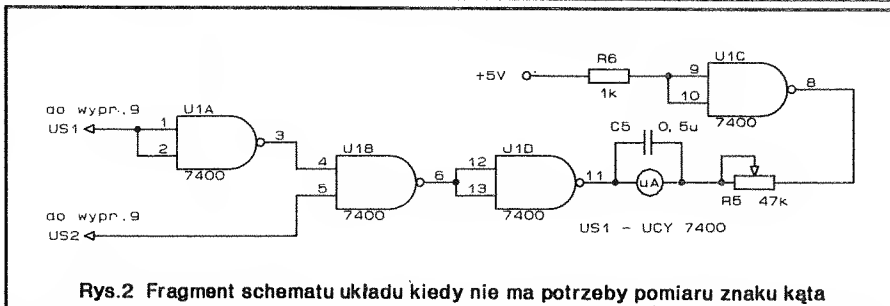 R6
U1C
+5V
9
8
10
1k
7400
do wypr.9
US1
U1A
1
3
2
7400
U1B
4
6
5
7400
U1D
12
11
13
7400
C5
0,5u
uA
R5
47k
do wypr.9
US2
US1 - UCY 7400
Rys.2 Fragment schematu układu kiedy nie ma potrzeby pomiaru znaku kąta